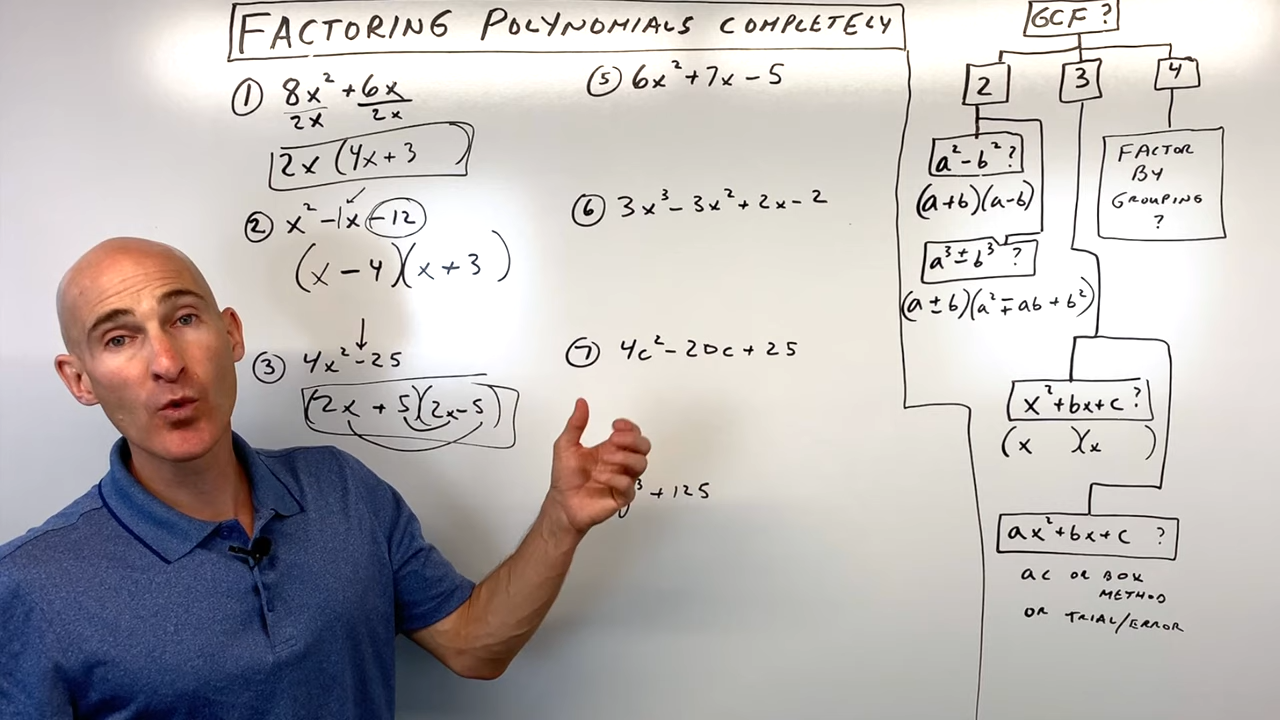 FACTORING POLYNOMIALS COMPLETELY
① 8x² + 6x
2x 2x
2x (4x + 3 )
② x² - 1x - 12
(x - 4)(x + 3)
③ 4x² - 25
(2x + 5)(2x - 5)
⑤ 6x² + 7x - 5
⑥ 3x³ - 3x² + 2x - 2
⑦ 4c² - 20c + 25
³ + 125
GCF ?
2 3 4
a² - b² ?
(a+b)(a-b)
a³ ± b³ ?
(a ± b)(a² ∓ ab + b²)
FACTOR
BY
GROUPING
?
x² + bx + c ?
(x )(x )
ax² + bx + c ?
ac OR BOX
METHOD
OR TRIAL/ERROR